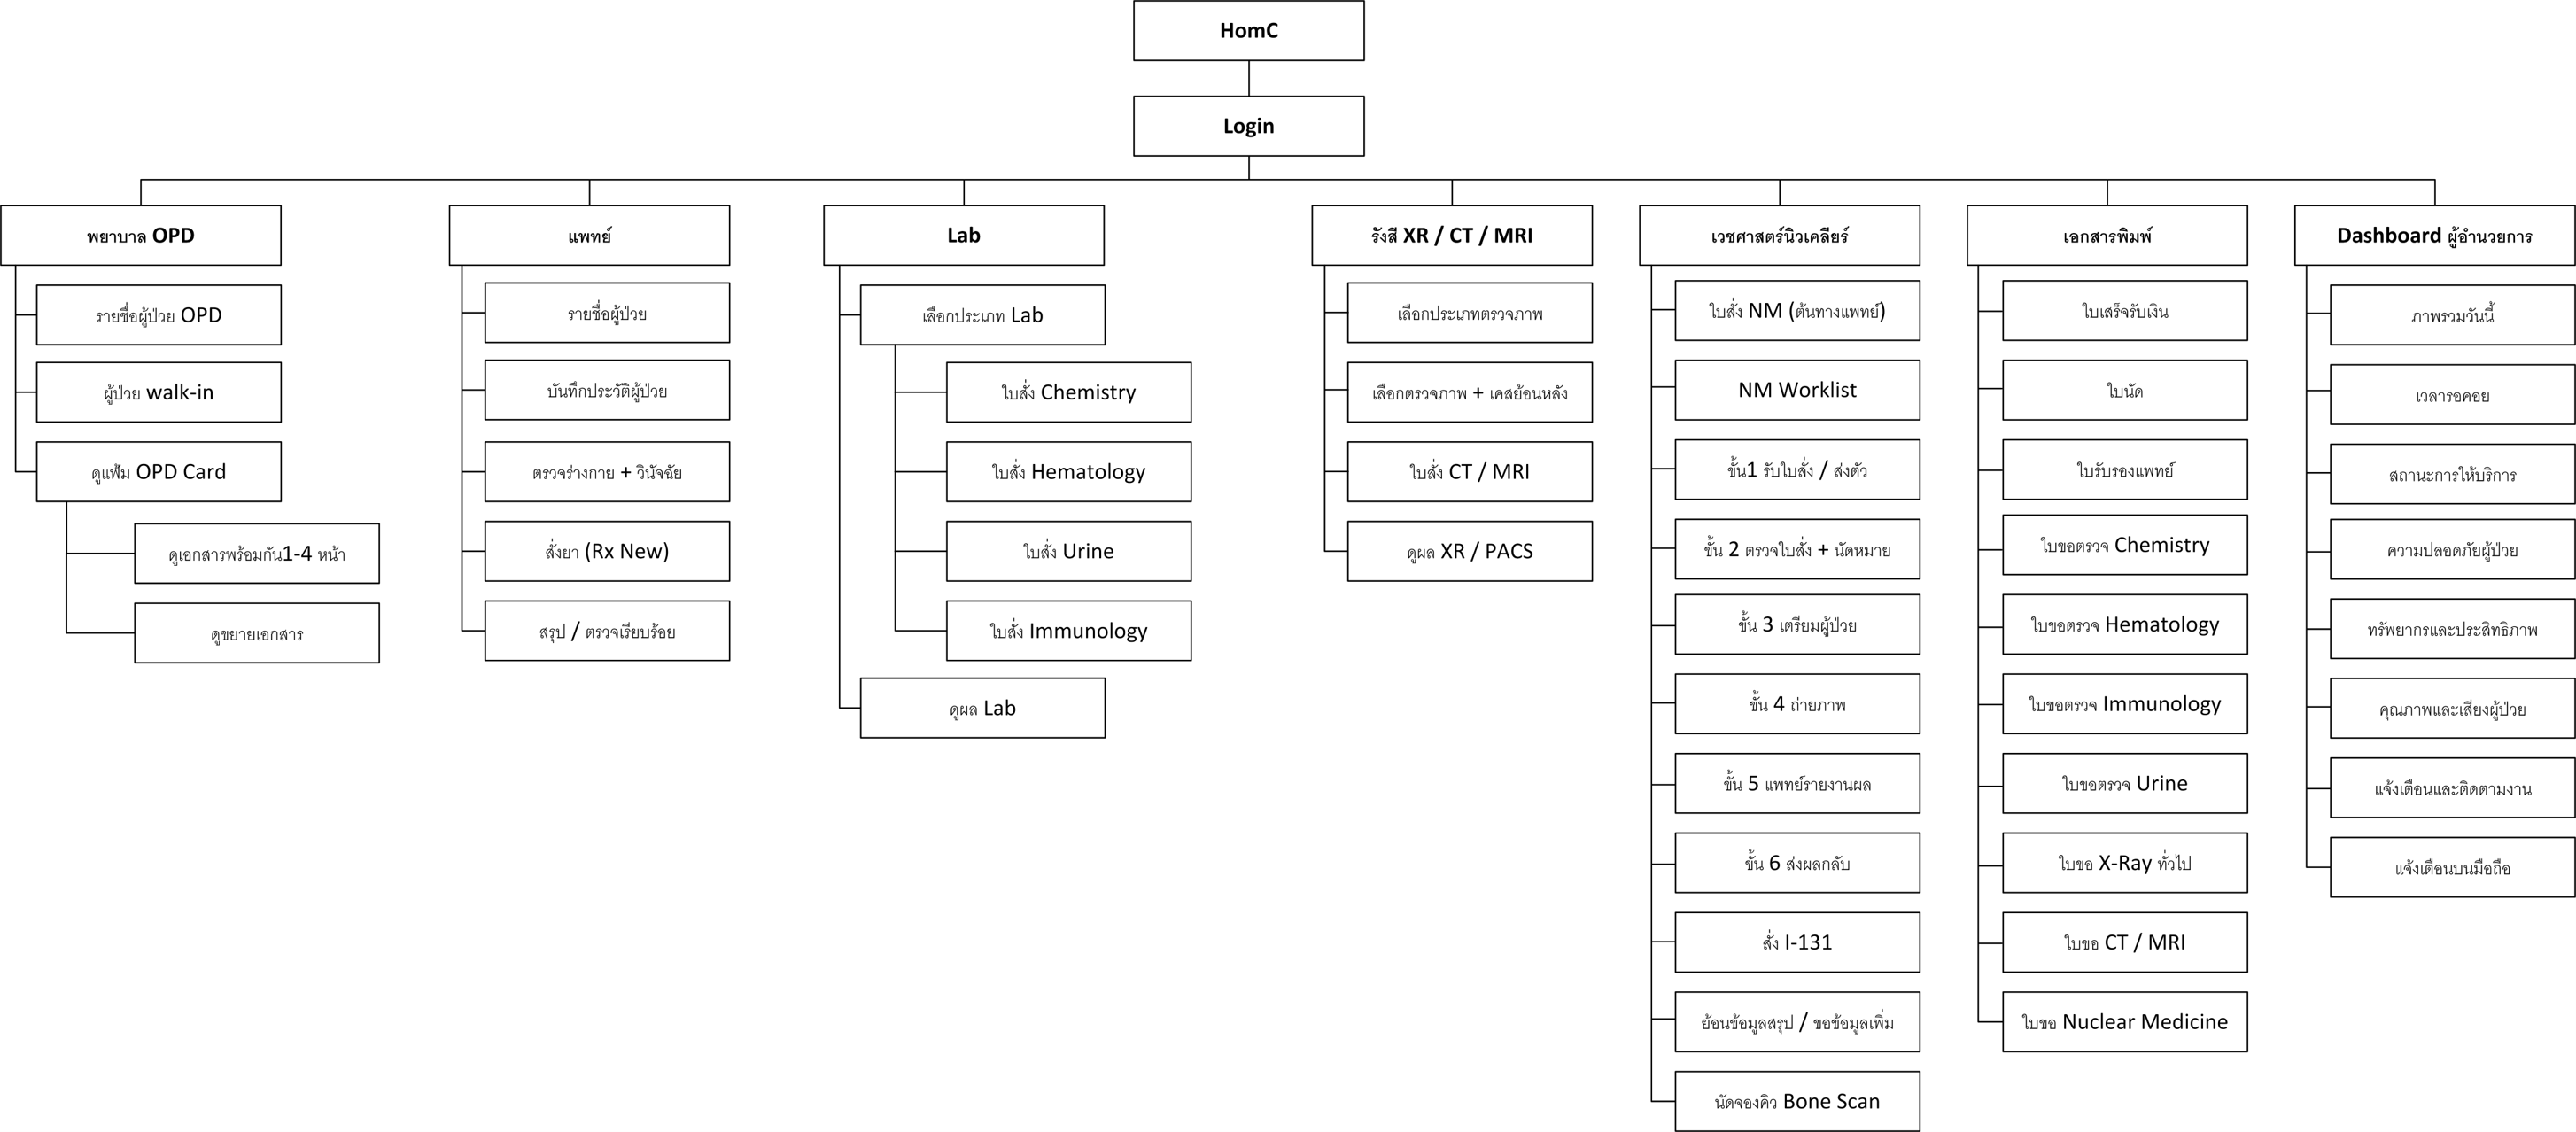 HomC
Login
พยาบาล OPD
รายชื่อผู้ป่วย OPD
ผู้ป่วย walk-in
ดูแฟ้ม OPD Card
ดูเอกสารพร้อมกัน1-4 หน้า
ดูขยายเอกสาร
แพทย์
รายชื่อผู้ป่วย
บันทึกประวัติผู้ป่วย
ตรวจร่างกาย + วินัจฉัย
สั่งยา (Rx New)
สรุป / ตรวจเรียบร้อย
Lab
เลือกประเภท Lab
ใบสั่ง Chemistry
ใบสั่ง Hematology
ใบสั่ง Urine
ใบสั่ง Immunology
ดูผล Lab
รังสี XR / CT / MRI
เลือกประเภทตรวจภาพ
เลือกตรวจภาพ + เคสย้อนหลัง
ใบสั่ง CT / MRI
ดูผล XR / PACS
เวชศาสตร์นิวเคลียร์
ใบสั่ง NM (ต้นทางแพทย์)
NM Worklist
ขั้น1 รับใบสั่ง / ส่งตัว
ขั้น 2 ตรวจใบสั่ง + นัดหมาย
ขั้น 3 เตรียมผู้ป่วย
ขั้น 4 ถ่ายภาพ
ขั้น 5 แพทย์รายงานผล
ขั้น 6 ส่งผลกลับ
สั่ง I-131
ย้อนข้อมูลสรุป / ขอข้อมูลเพิ่ม
นัดจองคิว Bone Scan
เอกสารพิมพ์
ใบเสร็จรับเงิน
ใบนัด
ใบรับรองแพทย์
ใบขอตรวจ Chemistry
ใบขอตรวจ Hematology
ใบขอตรวจ Immunology
ใบขอตรวจ Urine
ใบขอ X-Ray ทั่วไป
ใบขอ CT / MRI
ใบขอ Nuclear Medicine
Dashboard ผู้อำนวยการ
ภาพรวมวันนี้
เวลารอคอย
สถานะการให้บริการ
ความปลอดภัยผู้ป่วย
ทรัพยากรและประสิทธิภาพ
คุณภาพและเสียงผู้ป่วย
แจ้งเตือนและติดตามงาน
แจ้งเตือนบนมือถือ